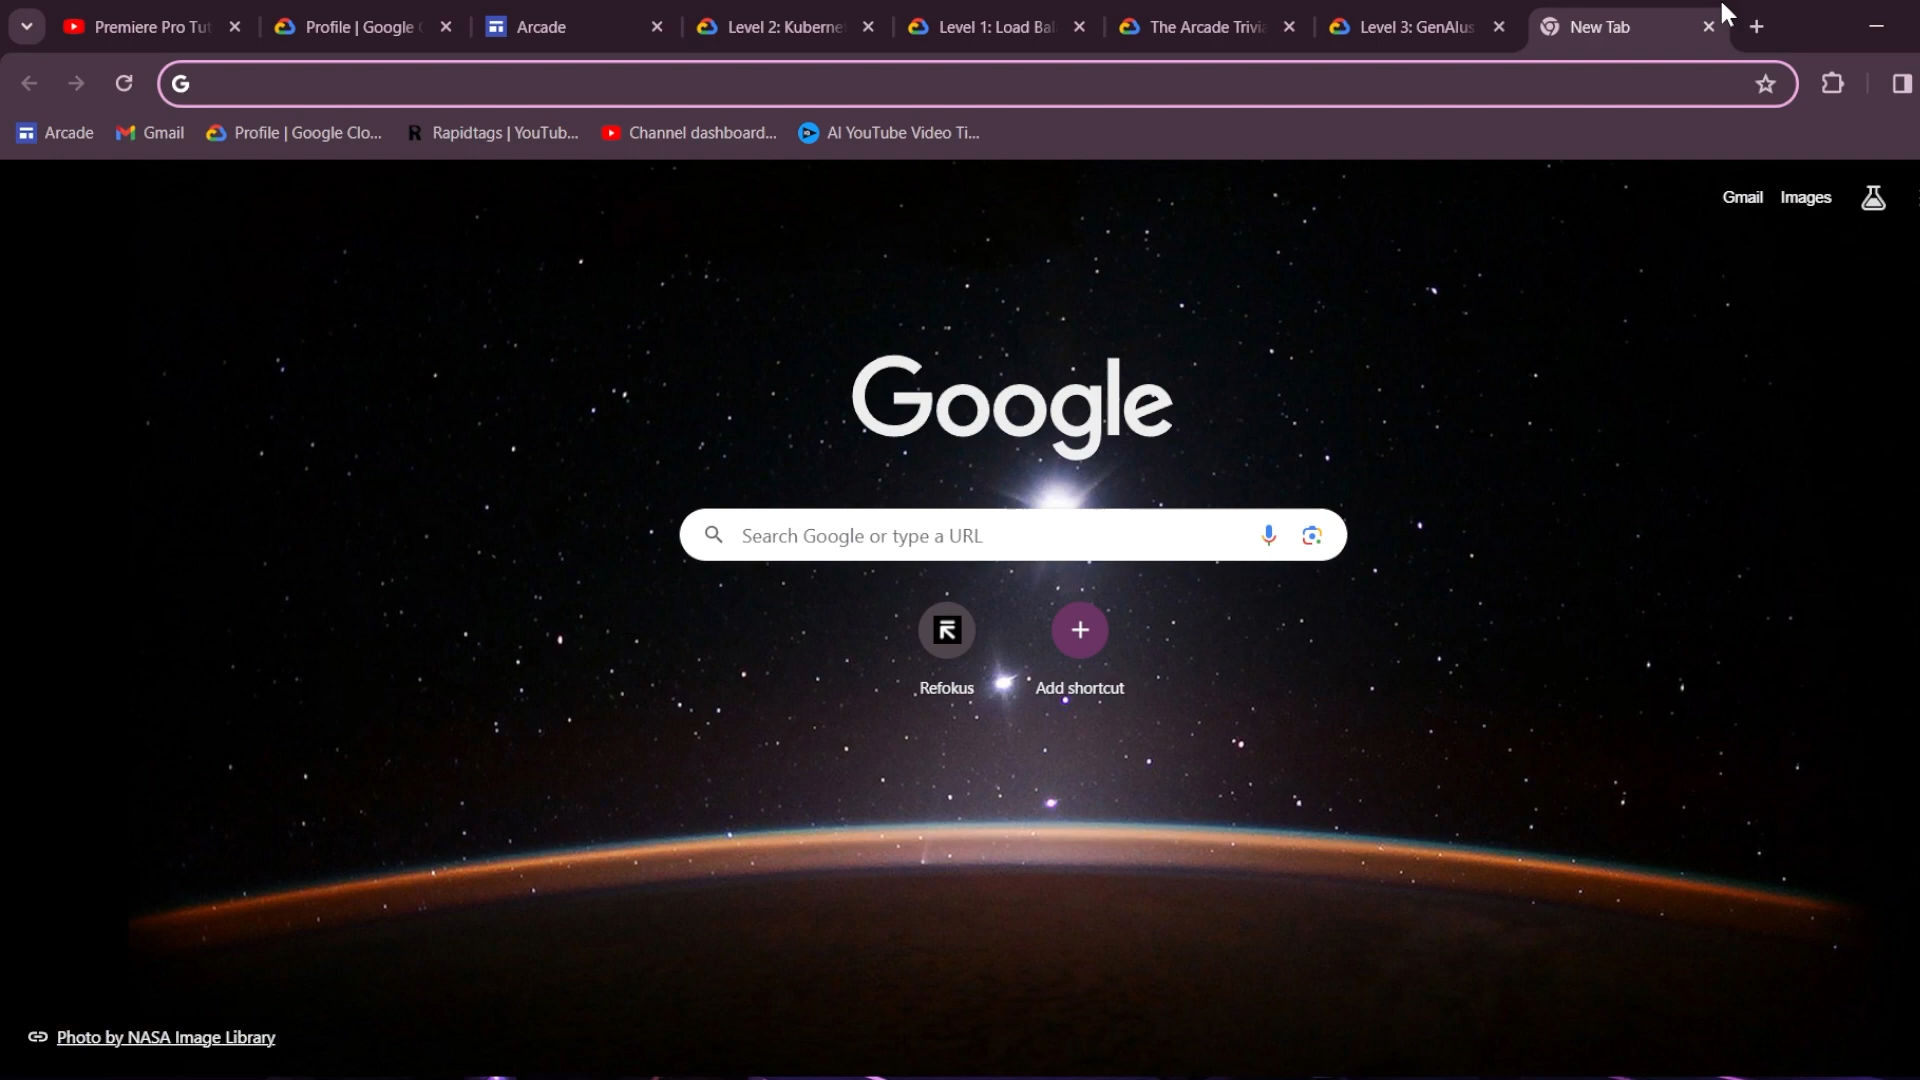 Premiere Pro Tut
Profile | Google C
Arcade
Level 2: Kuberne
Level 1: Load Bal
The Arcade Trivia
Level 3: GenAIus
New Tab
Arcade
Gmail
Profile | Google Clo...
Rapidtags | YouTub...
Channel dashboard...
AI YouTube Video Ti...
Gmail
Images
Google
Search Google or type a URL
Refokus
Add shortcut
Photo by NASA Image Library